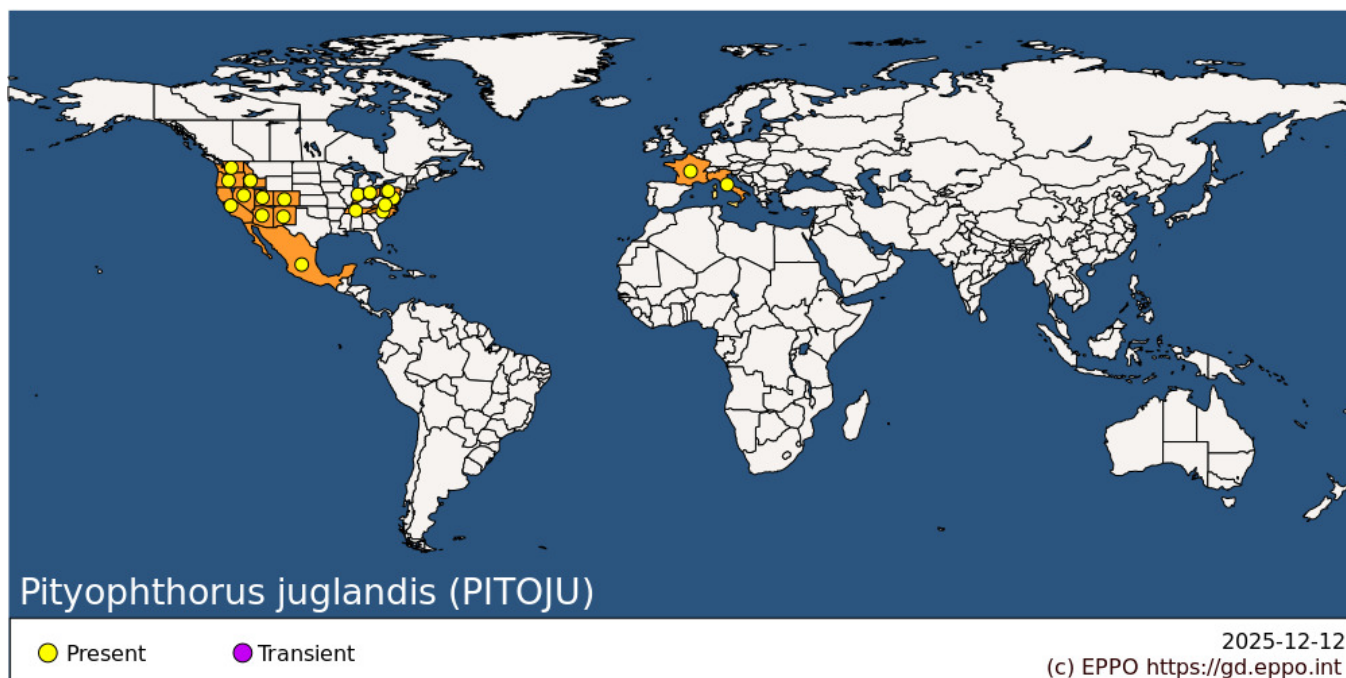 Pityophthorus juglandis (PITOJU)
Present
Transient
2025-12-12
(c) EPPO https://gd.eppo.int